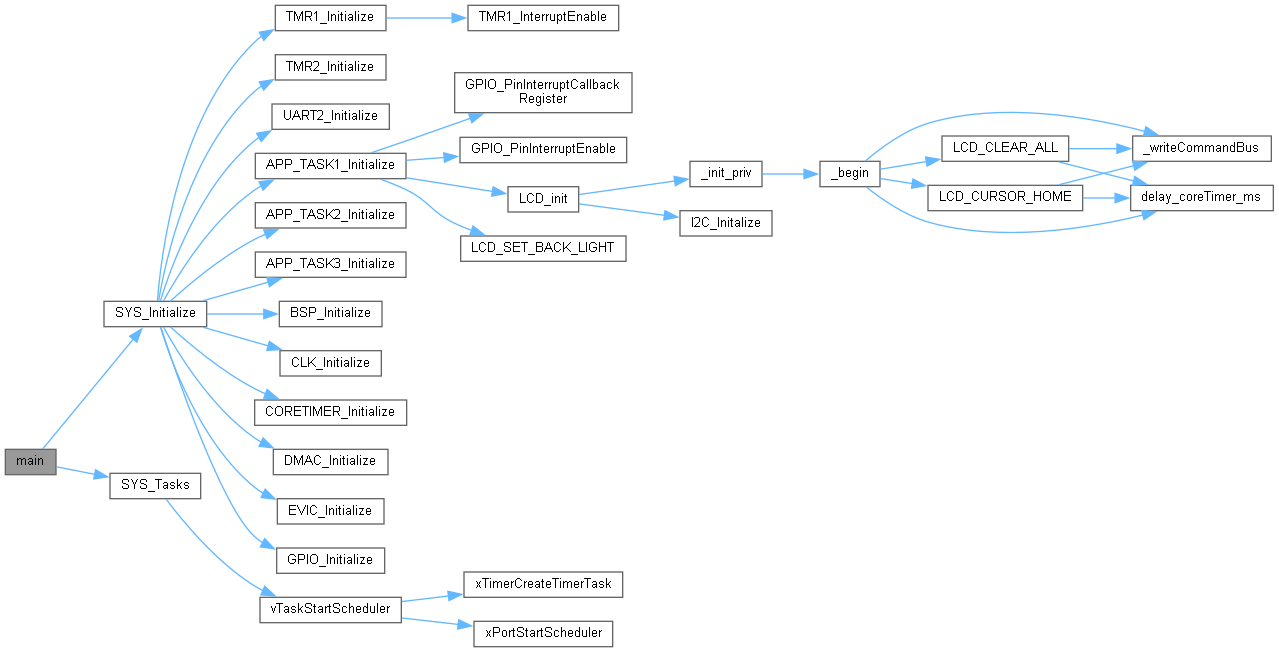 TMR1_Initialize
TMR1_InterruptEnable
TMR2_Initialize
GPIO_PinInterruptCallback
Register
UART2_Initialize
GPIO_PinInterruptEnable
APP_TASK1_Initialize
LCD_CLEAR_ALL
_writeCommandBus
_init_priv
_begin
LCD_init
LCD_CURSOR_HOME
delay_coreTimer_ms
APP_TASK2_Initialize
I2C_Initalize
LCD_SET_BACK_LIGHT
APP_TASK3_Initialize
SYS_Initialize
BSP_Initialize
CLK_Initialize
CORETIMER_Initialize
main
DMAC_Initialize
SYS_Tasks
EVIC_Initialize
GPIO_Initialize
vTaskStartScheduler
xTimerCreateTimerTask
xPortStartScheduler